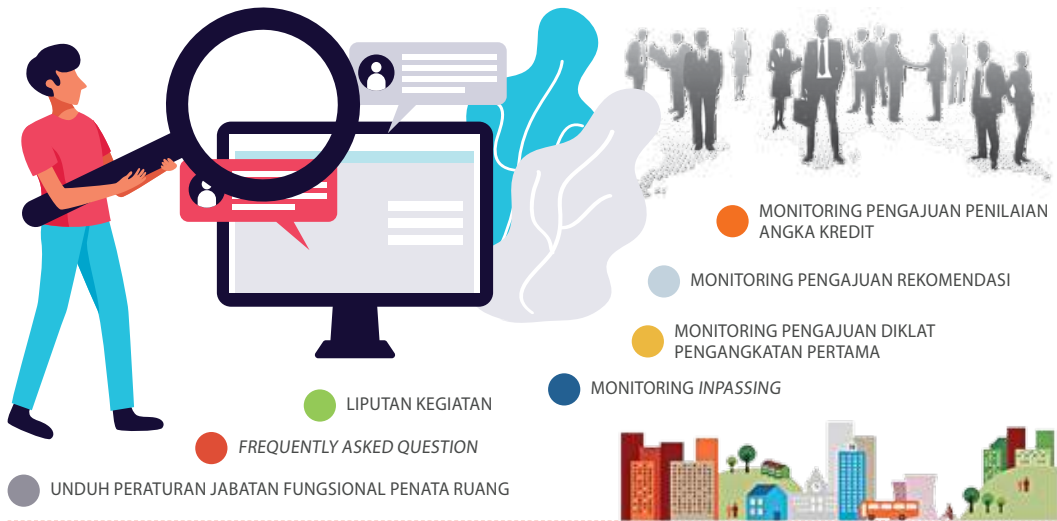 MONITORING PENGAJUAN PENILAIAN
ANGKA KREDIT
MONITORING PENGAJUAN REKOMENDASI
MONITORING PENGAJUAN DIKLAT
PENGANGKATAN PERTAMA
MONITORING INPASSING
LIPUTAN KEGIATAN
FREQUENTLY ASKED QUESTION
UNDUH PERATURAN JABATAN FUNGSIONAL PENATA RUANG